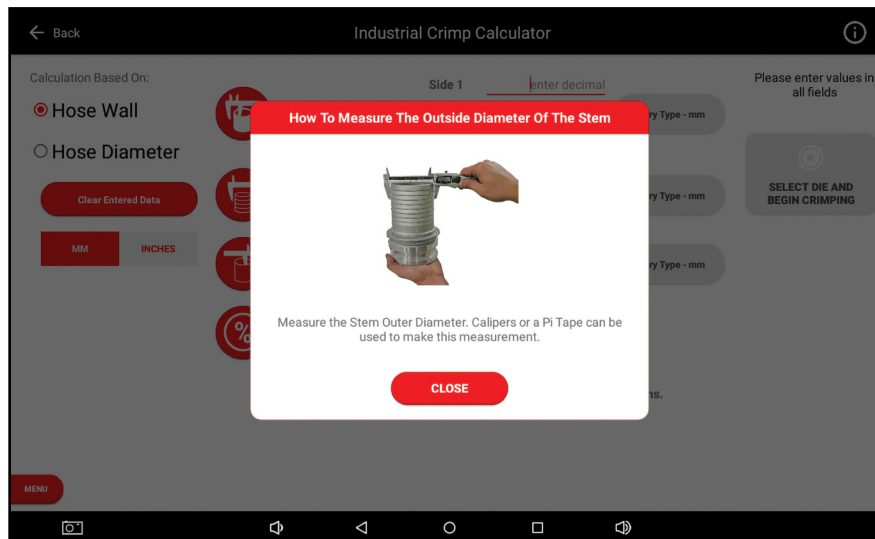 Back
Industrial Crimp Calculator
Calculation Based On:
Hose Wall
Hose Diameter
Clear Entered Data
MM
INCHES
Side 1
enter decimal
Please enter values in
all fields
ry Type - mm
ry Type - mm
ry Type - mm
SELECT DIE AND
BEGIN CRIMPING
How To Measure The Outside Diameter Of The Stem
Measure the Stem Outer Diameter. Calipers or a Pi Tape can be
used to make this measurement.
CLOSE
%
ns.
MENU